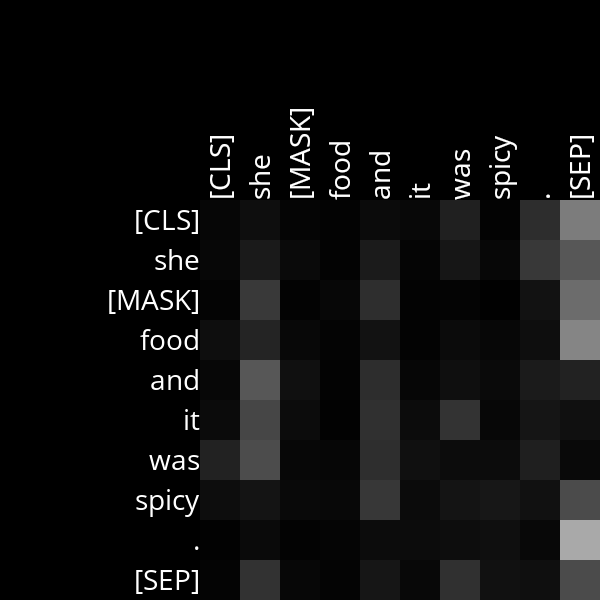 [CLS] she [MASK] food and it was spicy . [SEP]
[CLS]
she
[MASK]
food
and
it
was
spicy
.
[SEP]